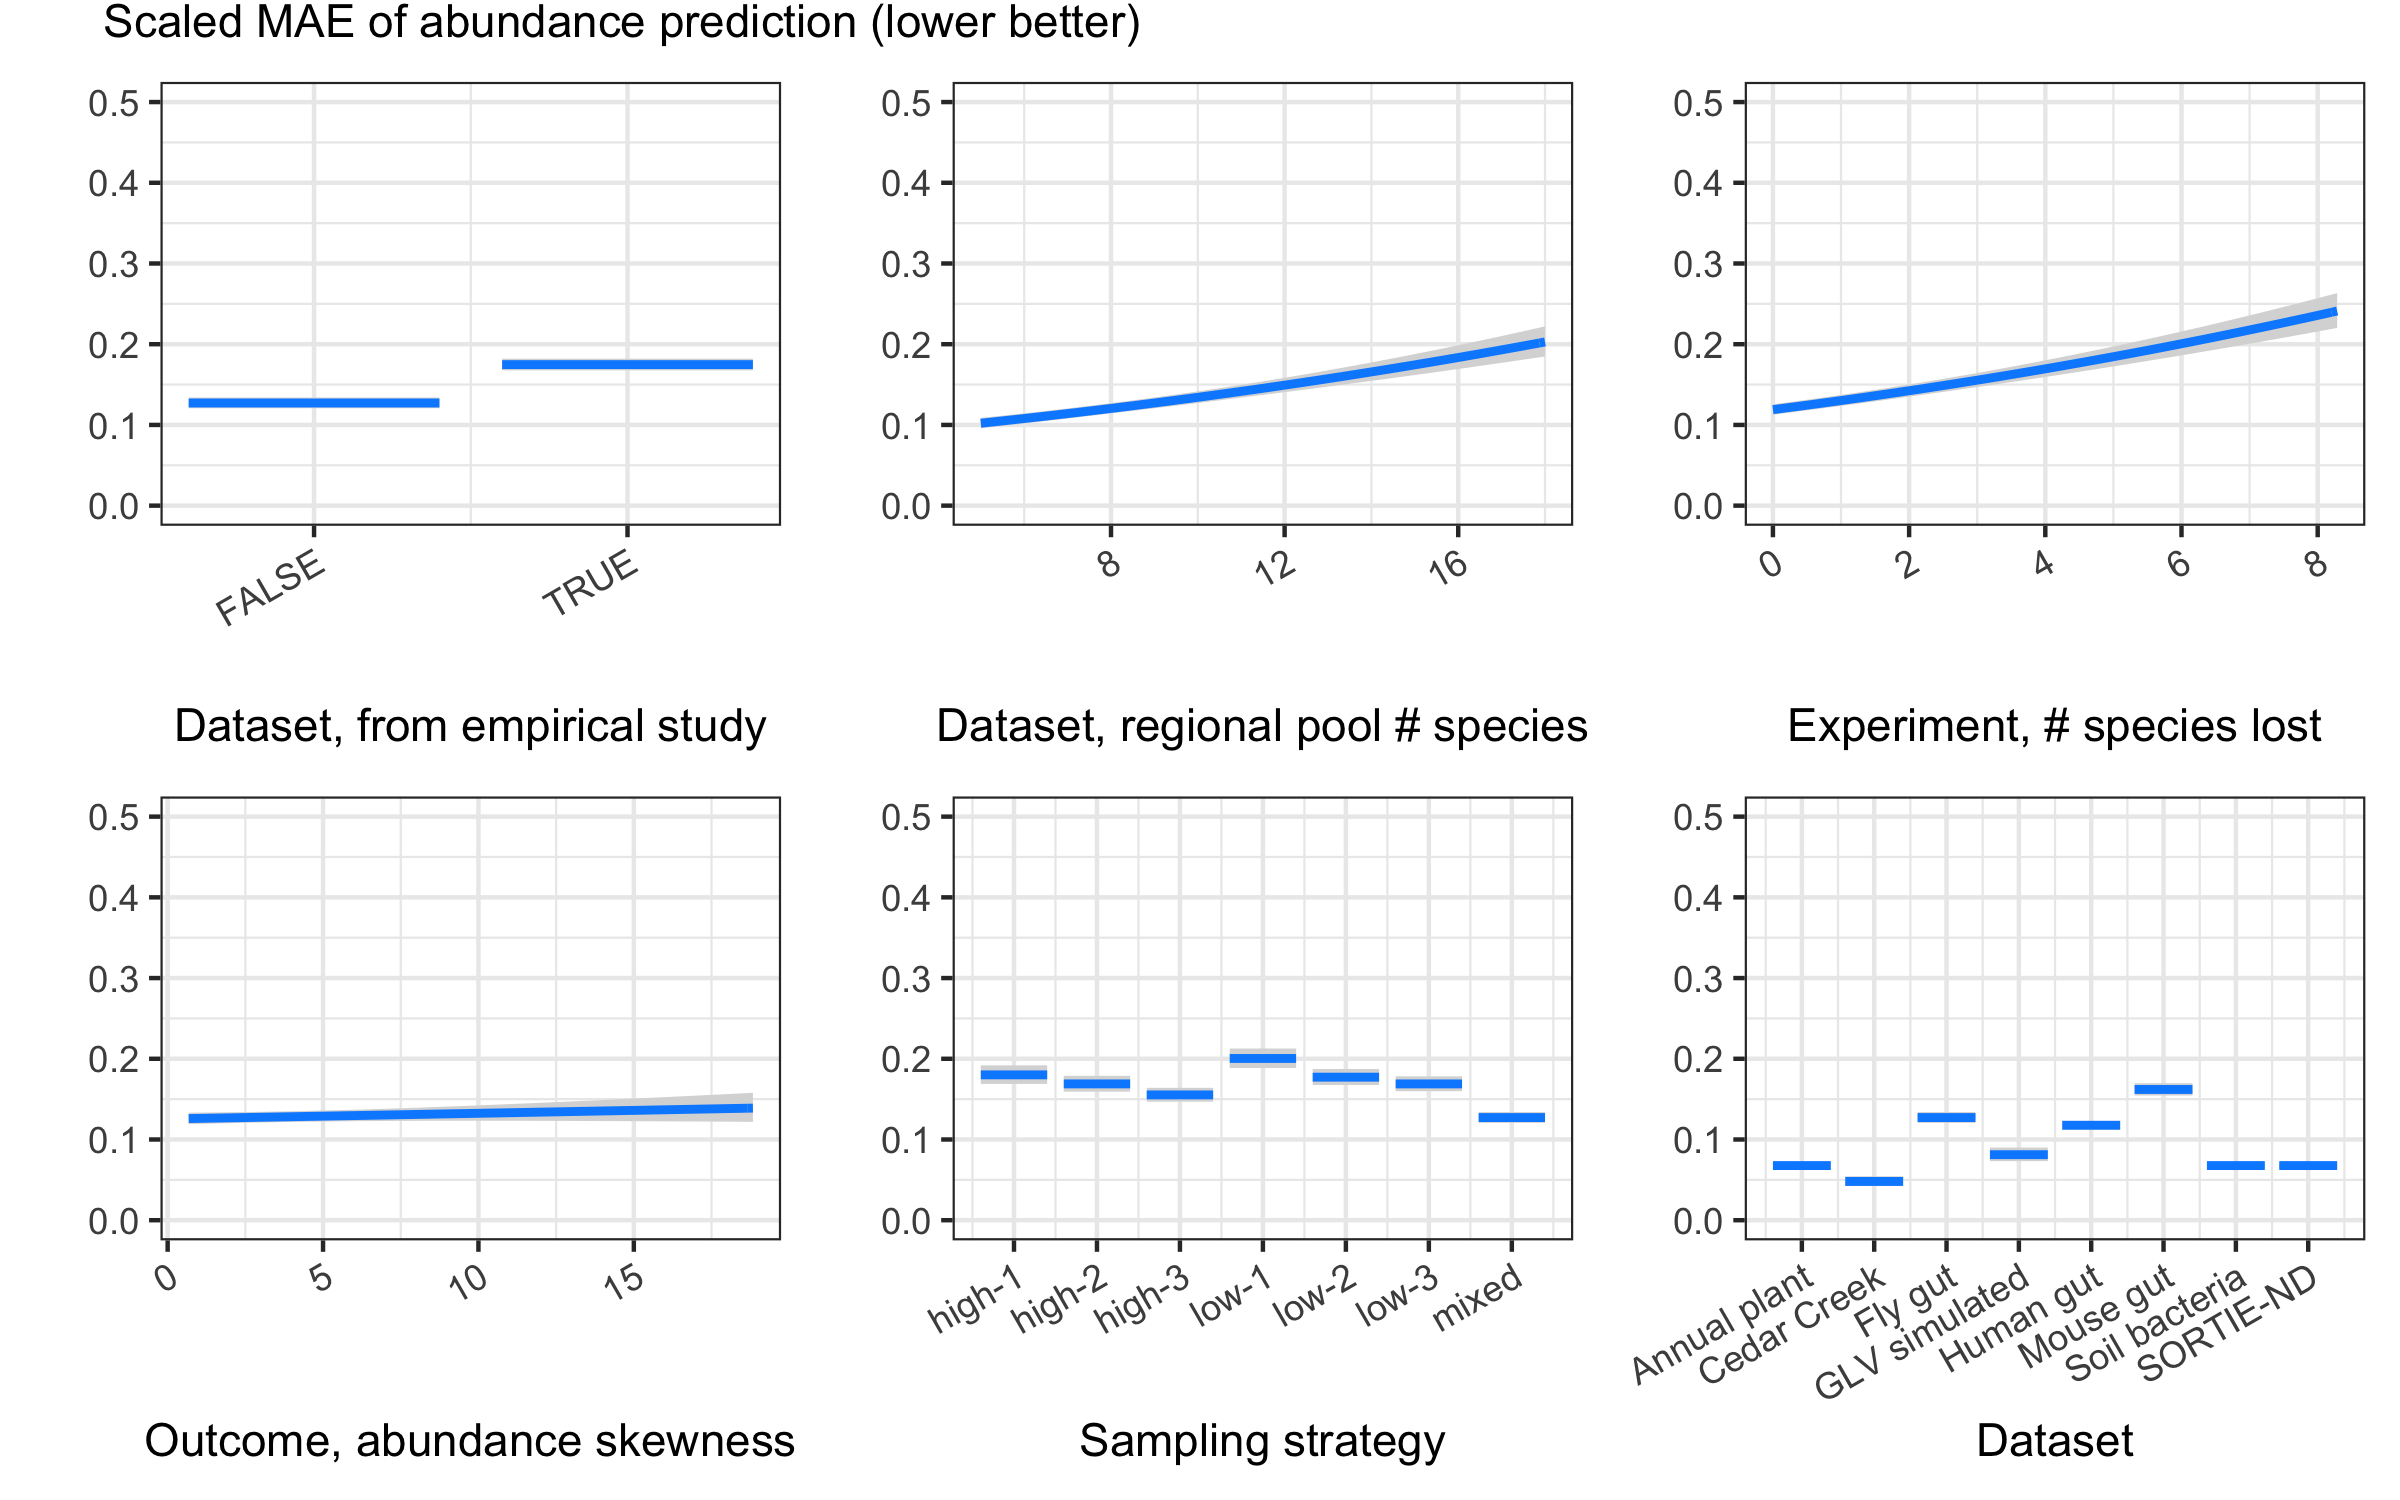 Scaled MAE of abundance prediction (lower better)
0.5
0.4
0.3
0.2
0.1
0.0
FALSE
TRUE
Dataset, from empirical study
0.5
0.4
0.3
0.2
0.1
0.0
8
12
16
Dataset, regional pool # species
0.5
0.4
0.3
0.2
0.1
0.0
0
2
4
6
8
Experiment, # species lost
0.5
0.4
0.3
0.2
0.1
0.0
0
5
10
15
Outcome, abundance skewness
0.5
0.4
0.3
0.2
0.1
0.0
high-1
high-2
high-3
low-1
low-2
low-3
mixed
Sampling strategy
0.5
0.4
0.3
0.2
0.1
0.0
Annual plant
Cedar Creek
Fly gut
GLV simulated
Human gut
Mouse gut
Soil bacteria
SORTIE-ND
Dataset